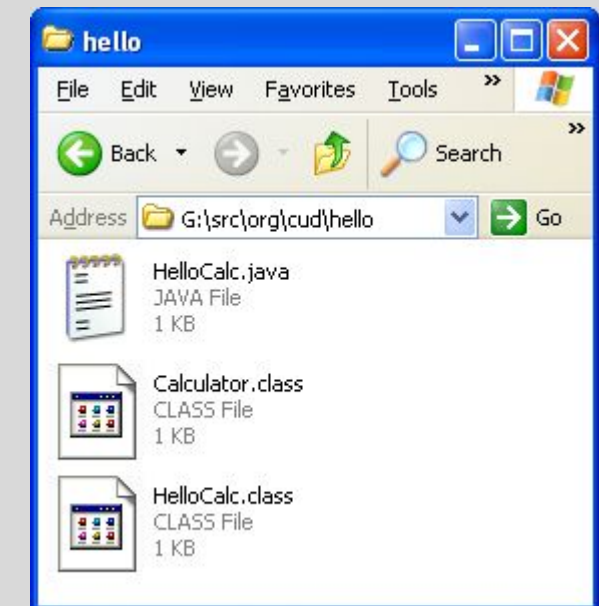 hello
File Edit View Favorites Tools »
Back Search »
Address G:\src\org\cud\hello Go
HelloCalc.java
JAVA File
1 KB
Calculator.class
CLASS File
1 KB
HelloCalc.class
CLASS File
1 KB